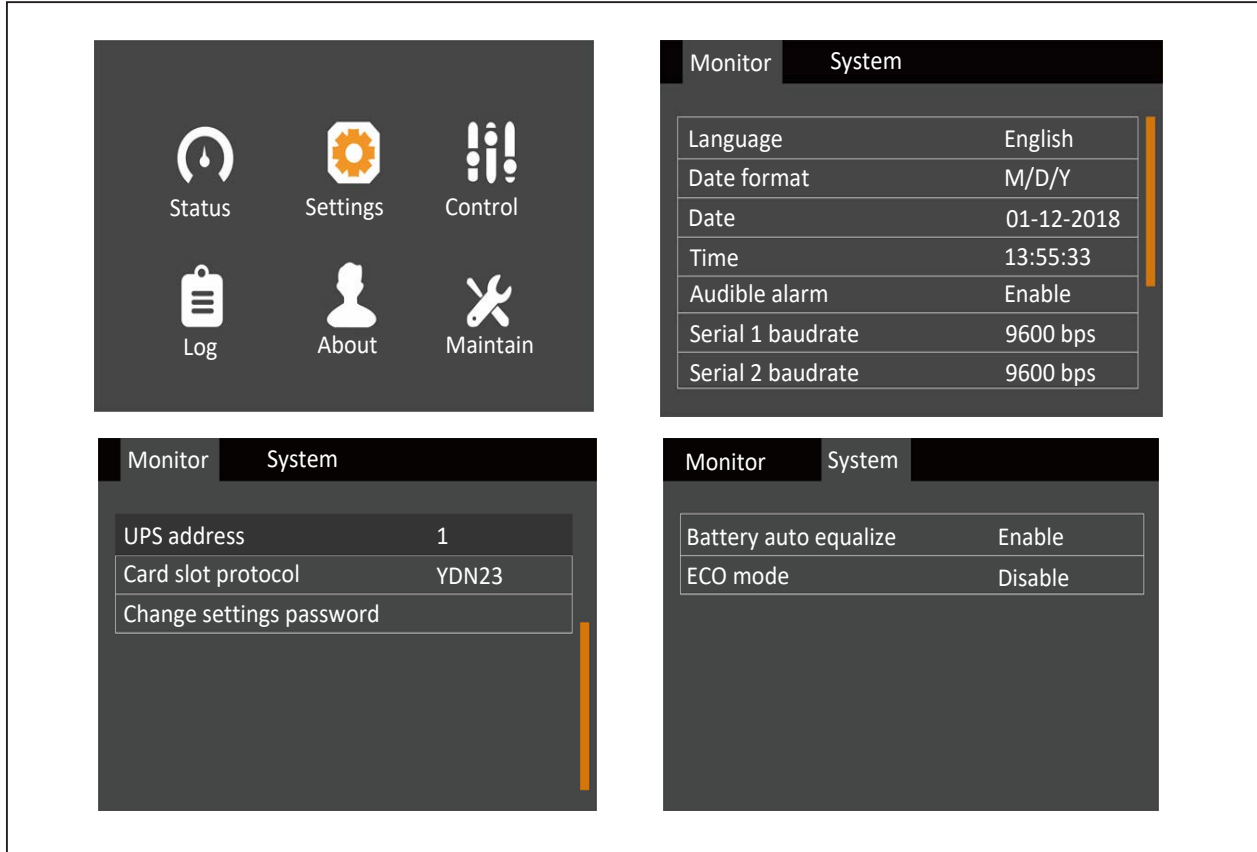 Status Settings Control
Log About Maintain
Monitor System
Language English
Date format M/D/Y
Date 01-12-2018
Time 13:55:33
Audible alarm Enable
Serial 1 baudrate 9600 bps
Serial 2 baudrate 9600 bps
Monitor System
UPS address 1
Card slot protocol YDN23
Change settings password
Monitor System
Battery auto equalize Enable
ECO mode Disable